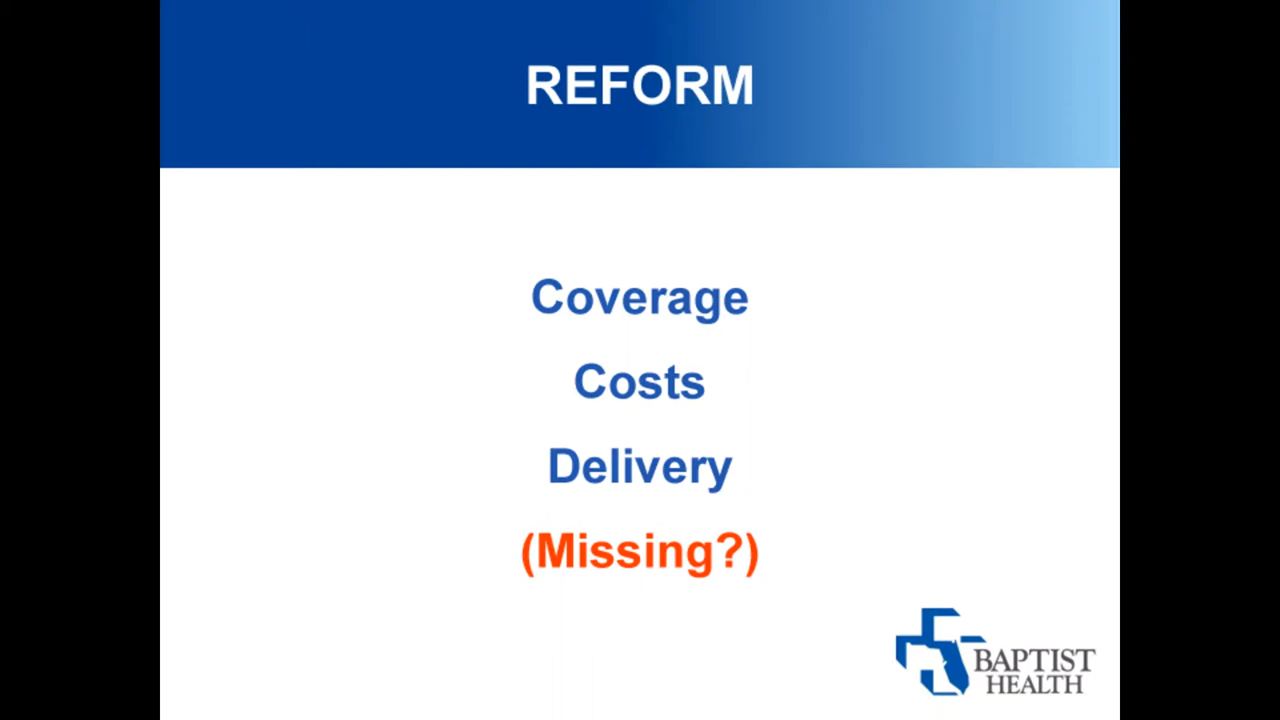 REFORM
Coverage
Costs
Delivery
(Missing?)
BAPTIST
HEALTH